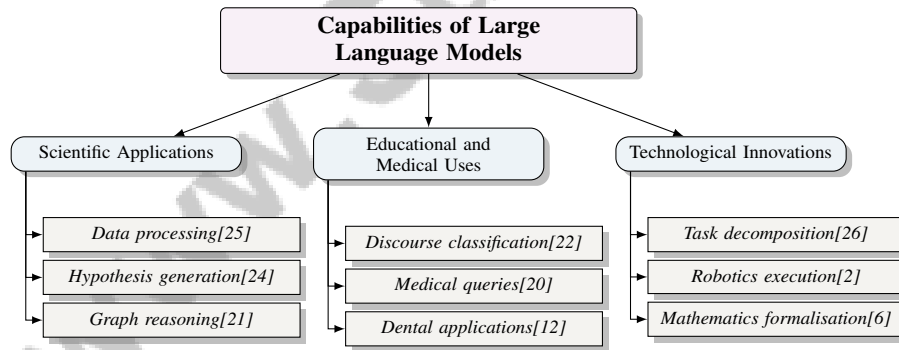 Capabilities of Large
Language Models
Scientific Applications
Data processing[25]
Hypothesis generation[24]
Graph reasoning[21]
Educational and
Medical Uses
Discourse classification[22]
Medical queries[20]
Dental applications[12]
Technological Innovations
Task decomposition[26]
Robotics execution[2]
Mathematics formalisation[6]